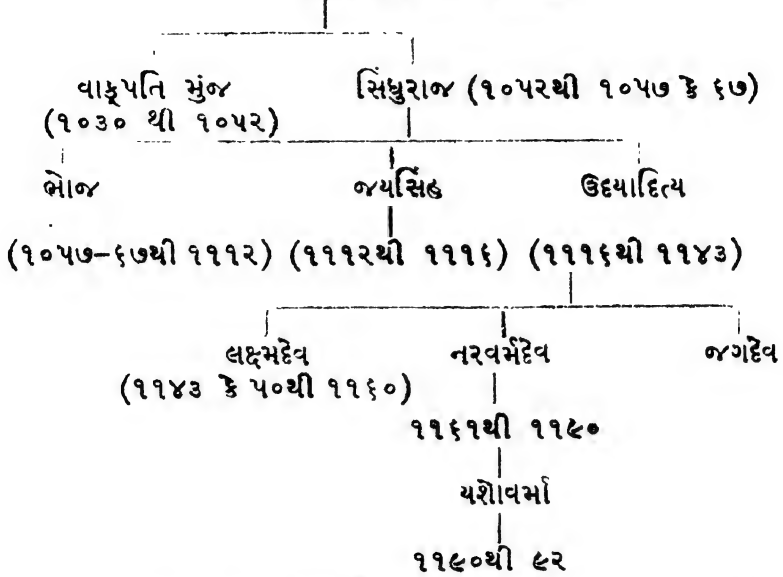 વાક્પતિ મુંજ સિંધુરાજ (૧૦૫૨થી ૧૦૫૭ કે ૬૭)
(૧૦૩૦ થી ૧૦૫૨)
ભોજ જયસિંહ ઉદયાદિત્ય
(૧૦૫૭-૬૭થી ૧૧૧૨) (૧૧૧૨થી ૧૧૧૬) (૧૧૧૬થી ૧૧૪૩)
લક્ષ્મદેવ નરવર્મદેવ જગદેવ
(૧૧૪૩ કે ૫૦થી ૧૧૬૦)
૧૧૬૧થી ૧૧૯૦
યશોવર્મા
૧૧૯૦થી ૯૨